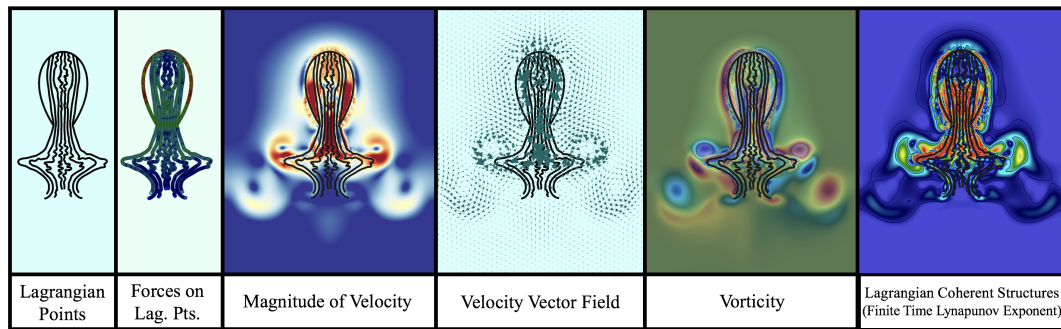 Lagrangian
Points
Forces on
Lag. Pts.
Magnitude of Velocity
Velocity Vector Field
Vorticity
Lagrangian Coherent Structures
(Finite Time Lynapunov Exponent)